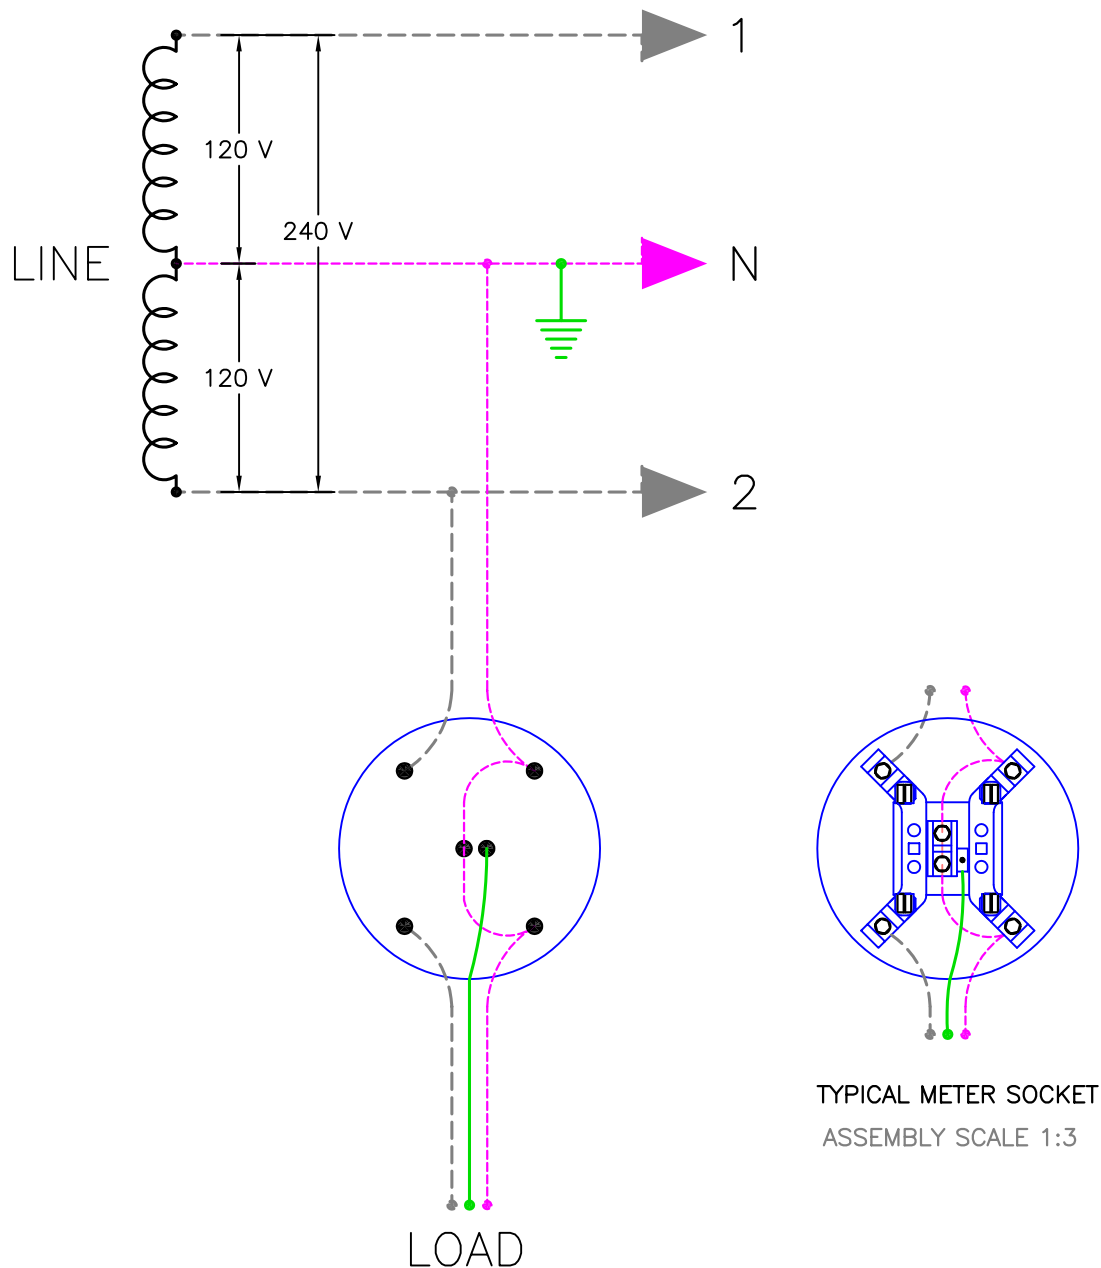 1
120 V
240 V
LINE
N
120 V
2
TYPICAL METER SOCKET
ASSEMBLY SCALE 1:3
LOAD